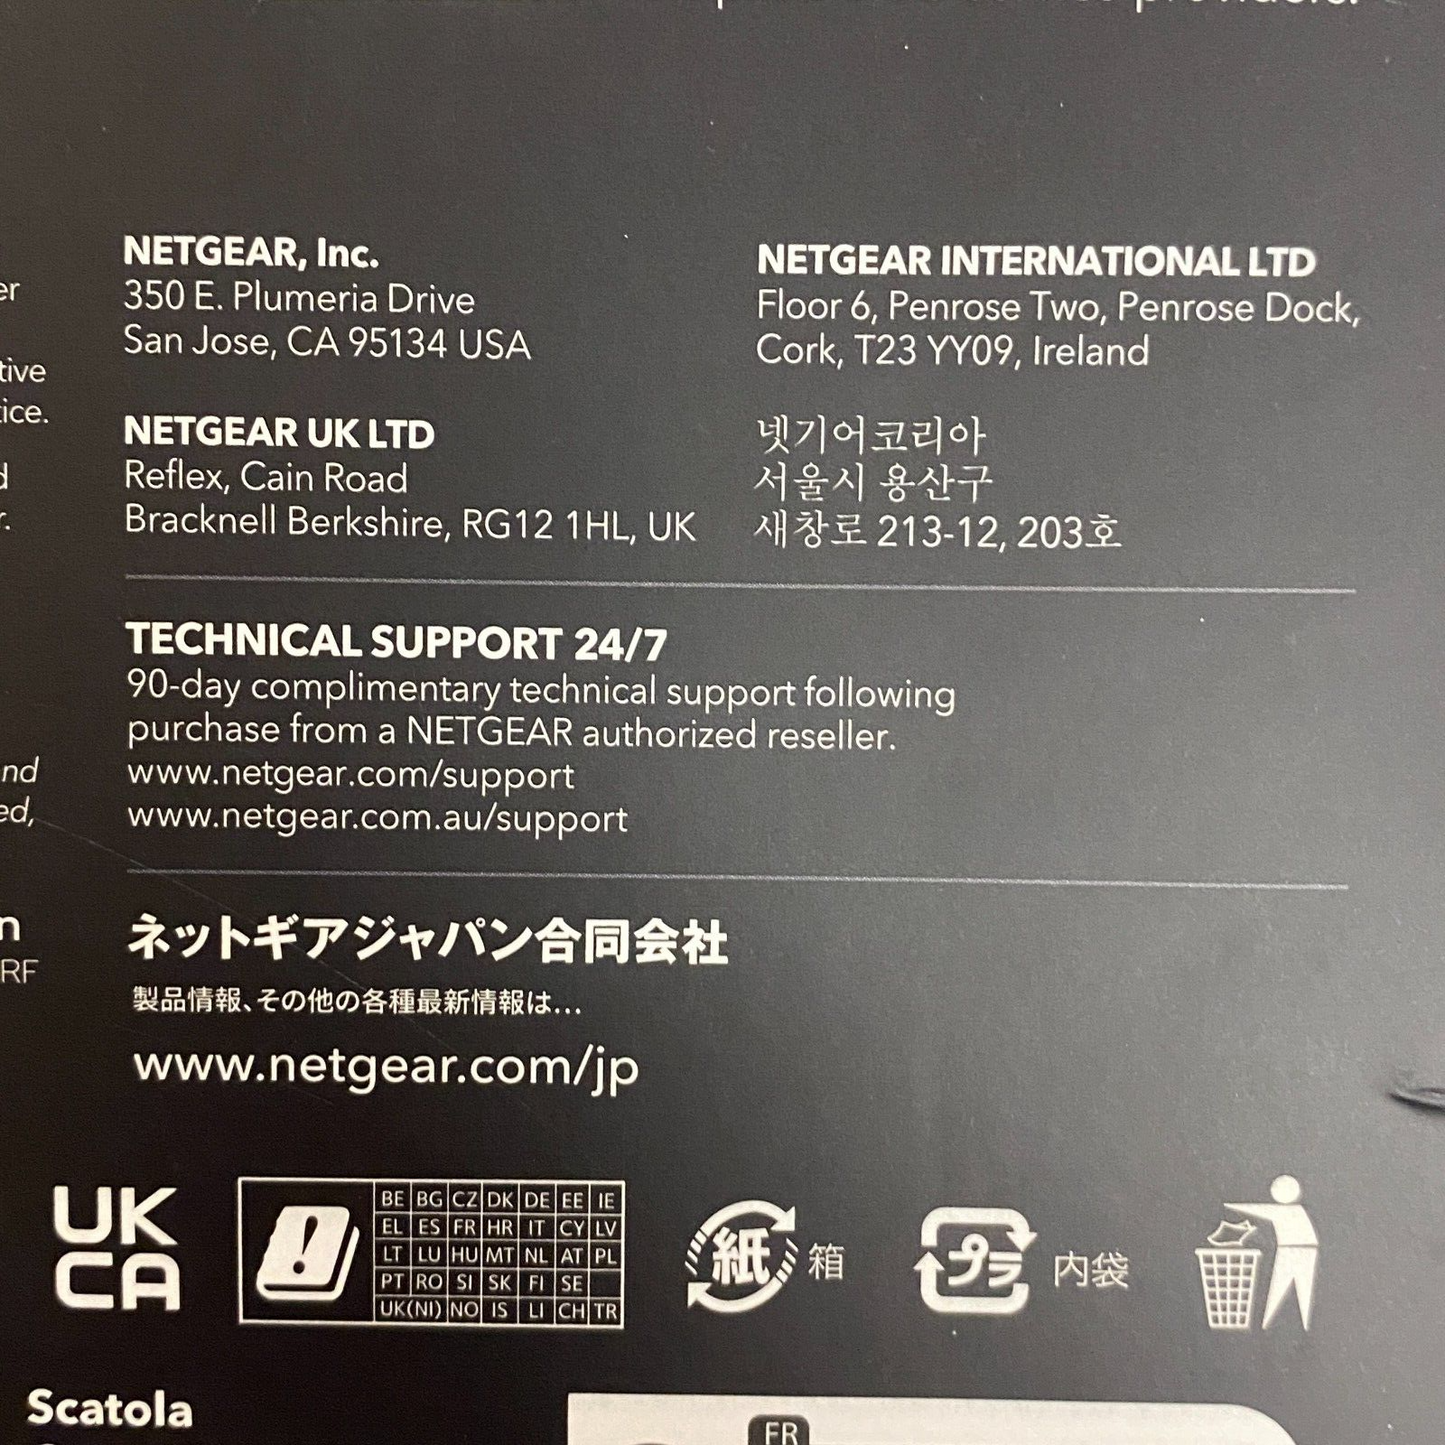 providers.
er
tive
tice.
d
r.
nd
ed,
n
RF
NETGEAR, Inc.
350 E. Plumeria Drive
San Jose, CA 95134 USA
NETGEAR INTERNATIONAL LTD
Floor 6, Penrose Two, Penrose Dock,
Cork, T23 YY09, Ireland
NETGEAR UK LTD
Reflex, Cain Road
Bracknell Berkshire, RG12 1HL, UK
넷기어코리아
서울시 용산구
새창로 213-12, 203호
TECHNICAL SUPPORT 24/7
90-day complimentary technical support following
purchase from a NETGEAR authorized reseller.
www.netgear.com/support
www.netgear.com.au/support
ネットギアジャパン合同会社
製品情報、その他の各種最新情報は...
www.netgear.com/jp
UK
CA
BE BG CZ DK DE EE IE
EL ES FR HR IT CY LV
LT LU HU MT NL AT PL
PT RO SI SK FI SE
UK(NI) NO IS LI CH TR
紙 箱
プラ 内袋
Scatola
FR